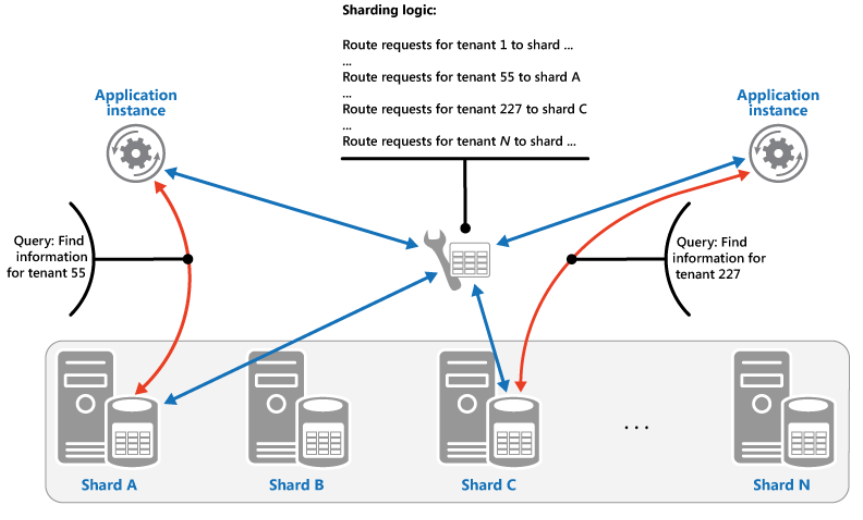 Sharding logic:
Route requests for tenant 1 to shard ...
...
Route requests for tenant 55 to shard A
...
Route requests for tenant 227 to shard C
...
Route requests for tenant N to shard ...
Application
instance
Application
instance
Query: Find
information
for tenant 55
Query: Find
information for
tenant 227
...
Shard A
Shard B
Shard C
Shard N